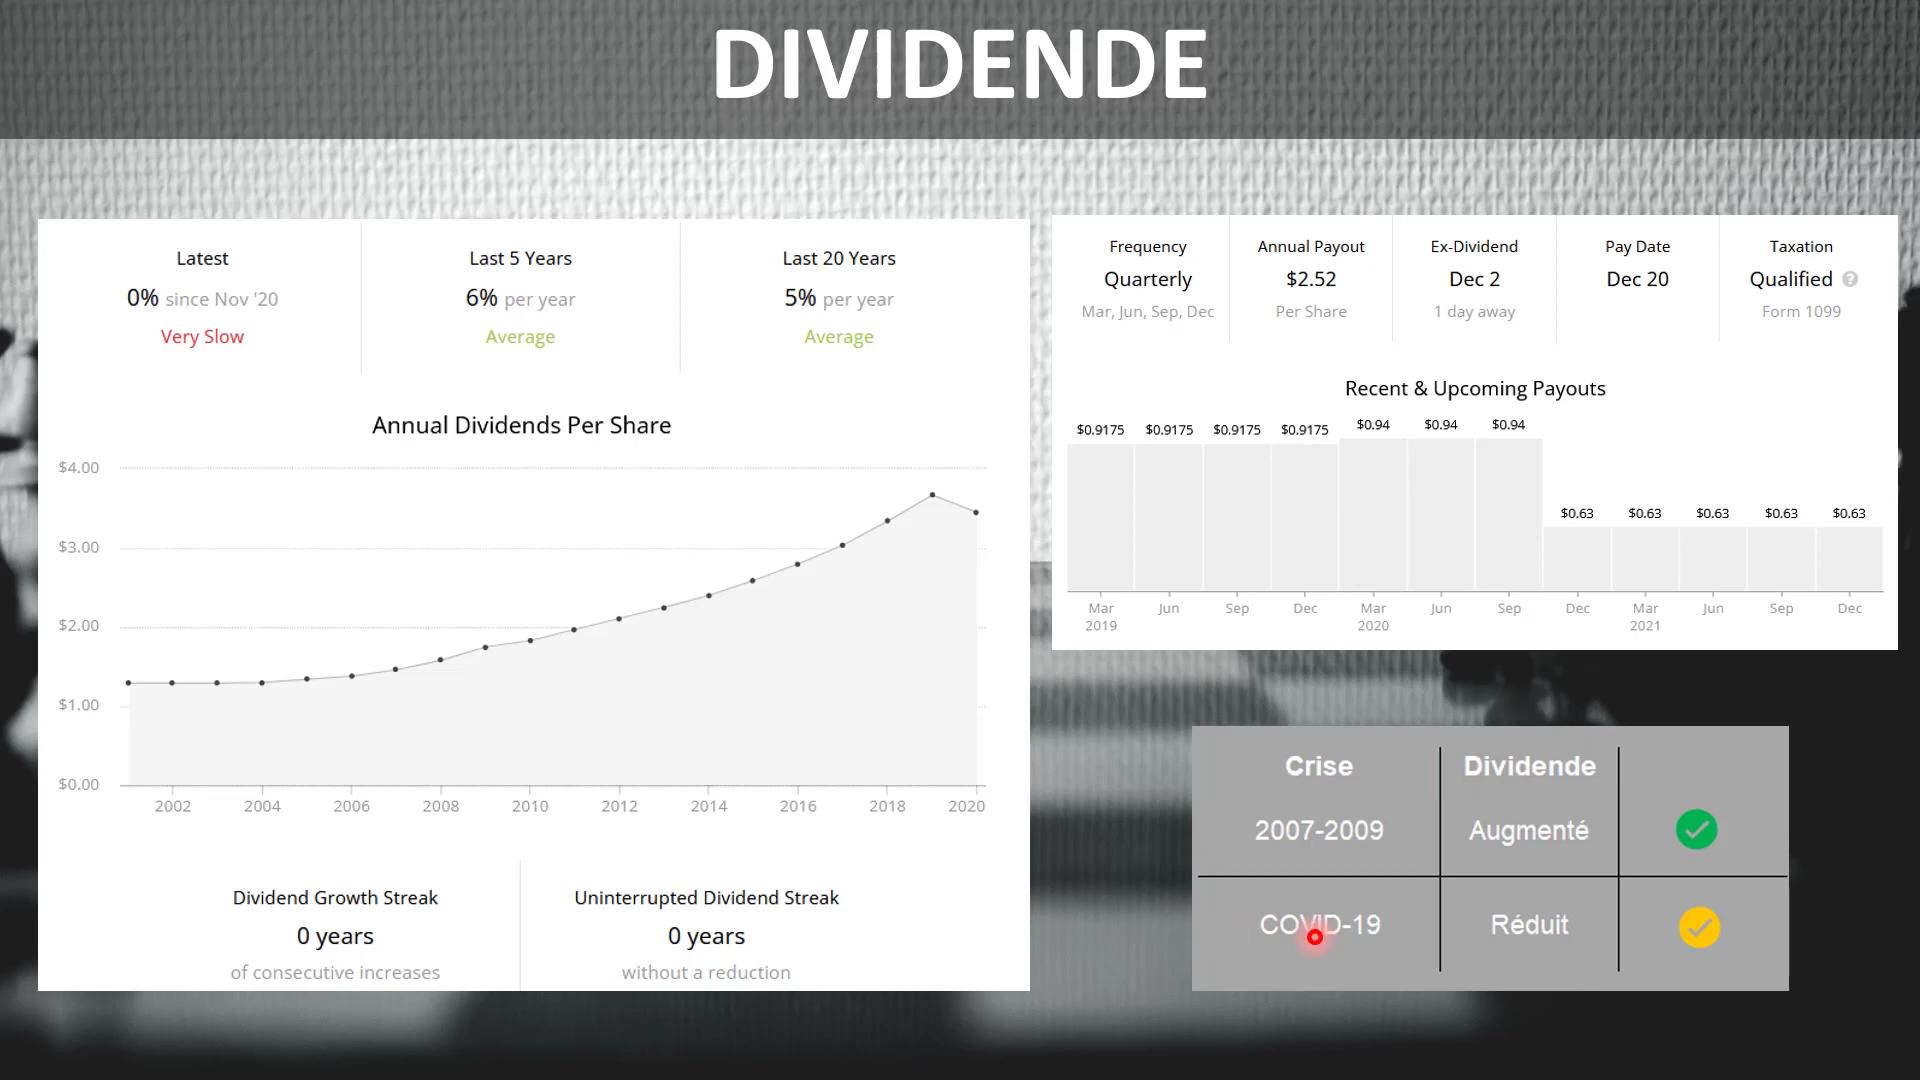 DIVIDENDE
Latest
0% since Nov '20
Very Slow
Last 5 Years
6% per year
Average
Last 20 Years
5% per year
Average
Annual Dividends Per Share
$4.00
$3.00
$2.00
$1.00
$0.00
2002 2004 2006 2008 2010 2012 2014 2016 2018 2020
Dividend Growth Streak
0 years
of consecutive increases
Uninterrupted Dividend Streak
0 years
without a reduction
Frequency
Quarterly
Mar, Jun, Sep, Dec
Annual Payout
$2.52
Per Share
Ex-Dividend
Dec 2
1 day away
Pay Date
Dec 20
Taxation
Qualified ?
Form 1099
Recent & Upcoming Payouts
$0.9175 $0.9175 $0.9175 $0.9175 $0.94 $0.94 $0.94
$0.63 $0.63 $0.63 $0.63 $0.63
Mar Jun Sep Dec Mar Jun Sep Dec Mar Jun Sep Dec
2019 2020 2021
Crise Dividende
2007-2009 Augmenté
COVID-19 Réduit